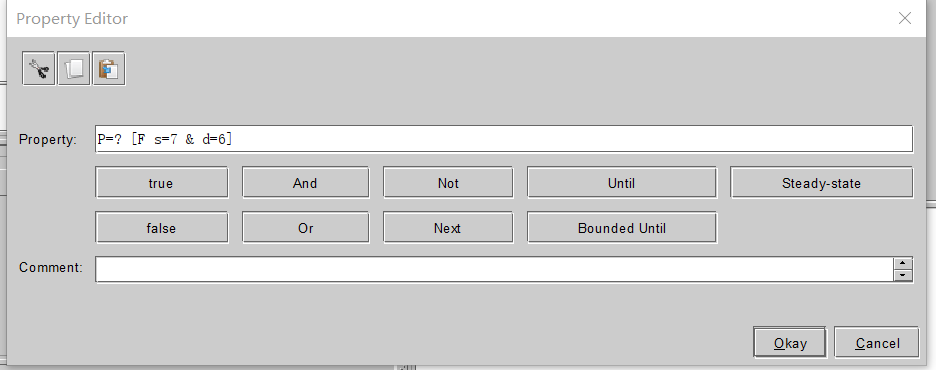 Property Editor
Property: P=? [F s=7 & d=6]
true And Not Until Steady-state
false Or Next Bounded Until
Comment:
Okay Cancel